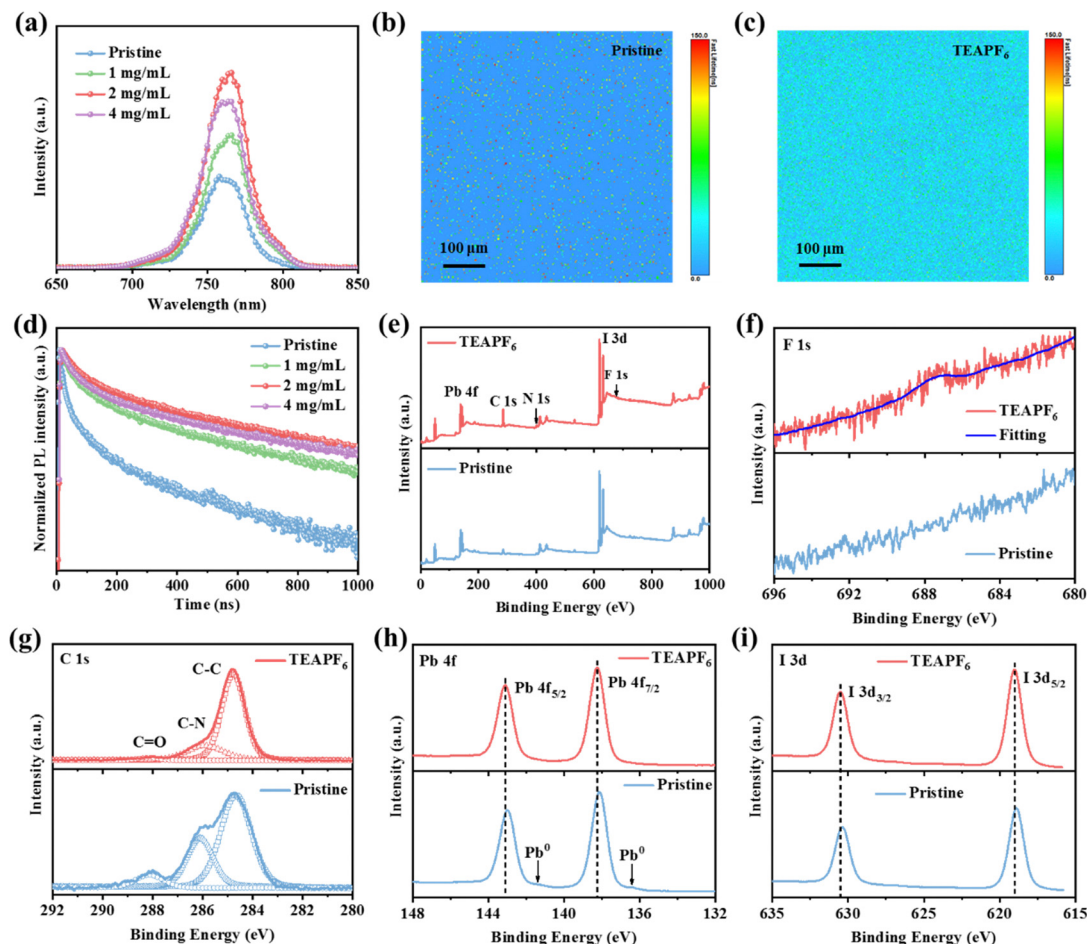 (a)
Pristine
1 mg/mL
2 mg/mL
4 mg/mL
Intensity (a.u.)
650 700 750 800 850
Wavelength (nm)
(b)
Pristine
100 μm
150.0
Fast Lifetime[ns]
0.0
(c)
TEAPF₆
100 μm
150.0
Fast Lifetime[ns]
0.0
(d)
Pristine
1 mg/mL
2 mg/mL
4 mg/mL
Normalized PL intensity (a.u.)
0 200 400 600 800 1000
Time (ns)
(e)
TEAPF₆
I 3d
F 1s
Pb 4f
C 1s
N 1s
Pristine
Intensity (a.u.)
0 200 400 600 800 1000
Binding Energy (eV)
(f)
F 1s
TEAPF₆
Fitting
Pristine
Intensity (a.u.)
696 692 688 684 680
Binding Energy (eV)
(g)
C 1s
TEAPF₆
C-C
C-N
C=O
Pristine
Intensity (a.u.)
292 290 288 286 284 282 280
Binding Energy (eV)
(h)
Pb 4f
TEAPF₆
Pb 4f₅/₂
Pb 4f₇/₂
Pristine
Pb⁰
Pb⁰
Intensity (a.u.)
148 144 140 136 132
Binding Energy (eV)
(i)
I 3d
TEAPF₆
I 3d₃/₂
I 3d₅/₂
Pristine
Intensity (a.u.)
635 630 625 620 615
Binding Energy (eV)